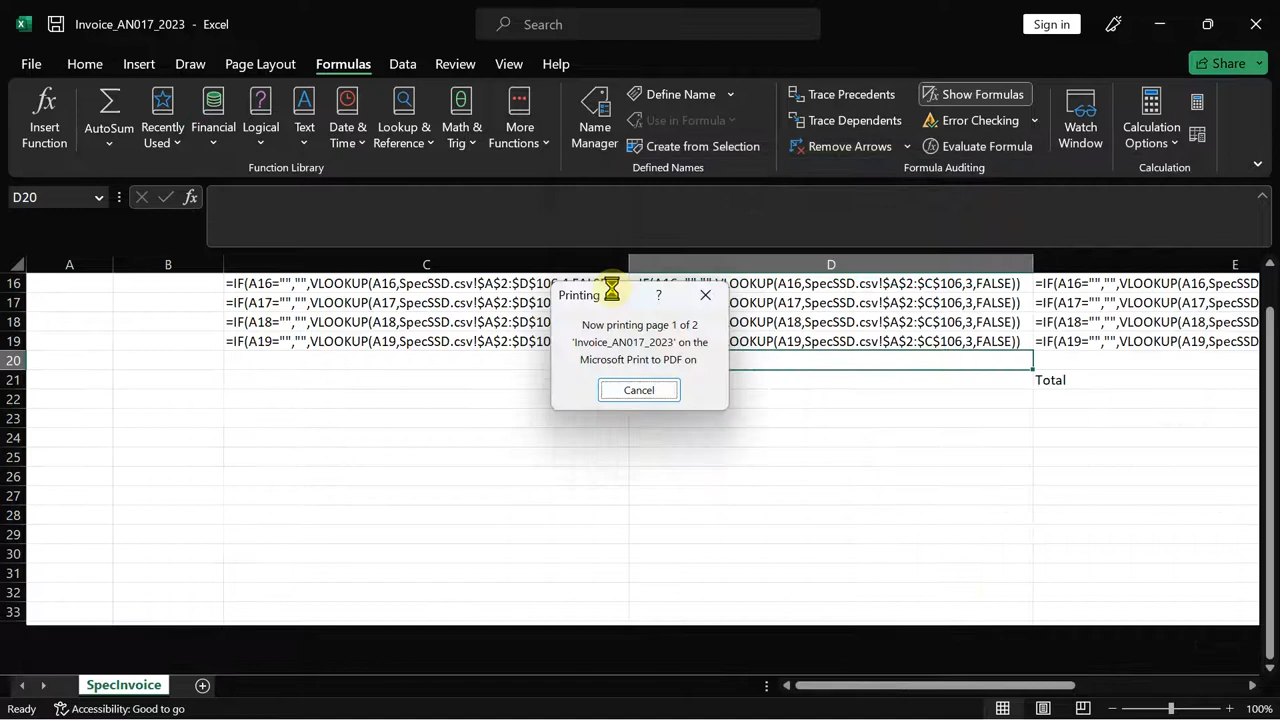 Invoice_AN017_2023 - Excel
Search
Sign in
File Home Insert Draw Page Layout Formulas Data Review View Help
Share
Insert Function
AutoSum
Recently Used
Financial
Logical
Text
Date & Time
Lookup & Reference
Math & Trig
More Functions
Function Library
Name Manager
Define Name
Use in Formula
Create from Selection
Defined Names
Trace Precedents
Trace Dependents
Remove Arrows
Show Formulas
Error Checking
Evaluate Formula
Formula Auditing
Watch Window
Calculation Options
Calculation
D20
fx
A B C D E
16 =IF(A16="","",VLOOKUP(A16,SpecSSD.csv!$A$2:$D$106,4,FALSE)) =IF(A16="","",VLOOKUP(A16,SpecSSD.csv!$A$2:$C$106,3,FALSE)) =IF(A16="","",VLOOKUP(A16,SpecSSD
17 =IF(A17="","",VLOOKUP(A17,SpecSSD.csv!$A$2:$D$10 VLOOKUP(A17,SpecSSD.csv!$A$2:$C$106,3,FALSE)) =IF(A17="","",VLOOKUP(A17,SpecSSD
18 =IF(A18="","",VLOOKUP(A18,SpecSSD.csv!$A$2:$D$10 VLOOKUP(A18,SpecSSD.csv!$A$2:$C$106,3,FALSE)) =IF(A18="","",VLOOKUP(A18,SpecSSD
19 =IF(A19="","",VLOOKUP(A19,SpecSSD.csv!$A$2:$D$10 VLOOKUP(A19,SpecSSD.csv!$A$2:$C$106,3,FALSE)) =IF(A19="","",VLOOKUP(A19,SpecSSD
20
21 Total
22
23
24
25
26
27
28
29
30
31
32
33
Printing
?
Now printing page 1 of 2
'Invoice_AN017_2023' on the
Microsoft Print to PDF on
Cancel
SpecInvoice
Ready
Accessibility: Good to go
100%